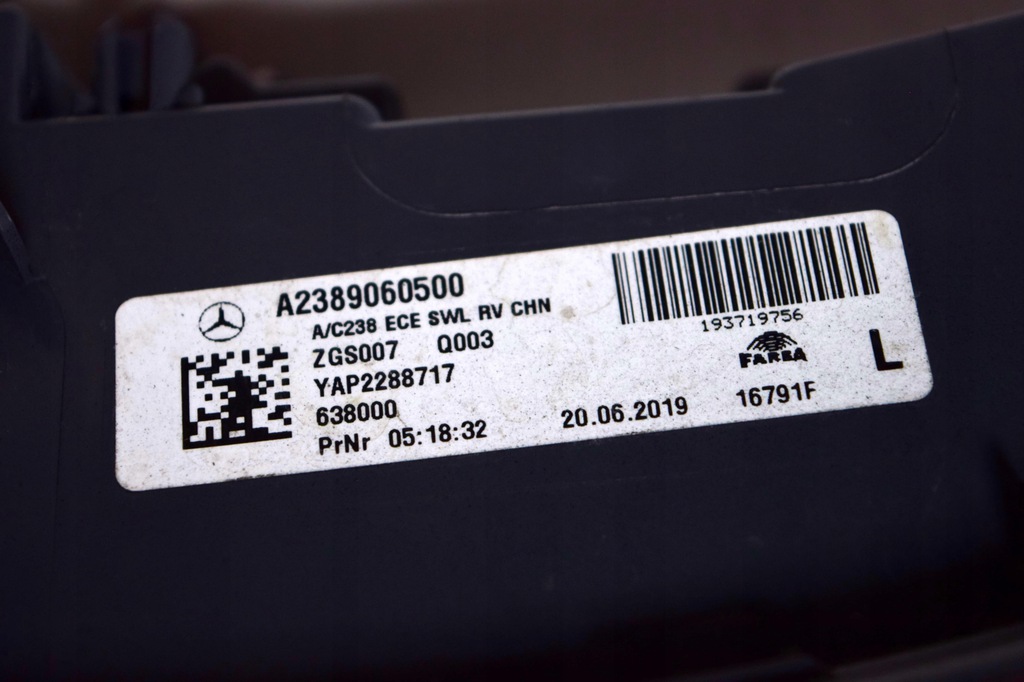 A2389060500
A/C238 ECE SWL RV CHN
ZGS007 Q003
YAP2288717
638000
PrNr 05:18:32
20.06.2019
193719756
FARBA
16791F
L